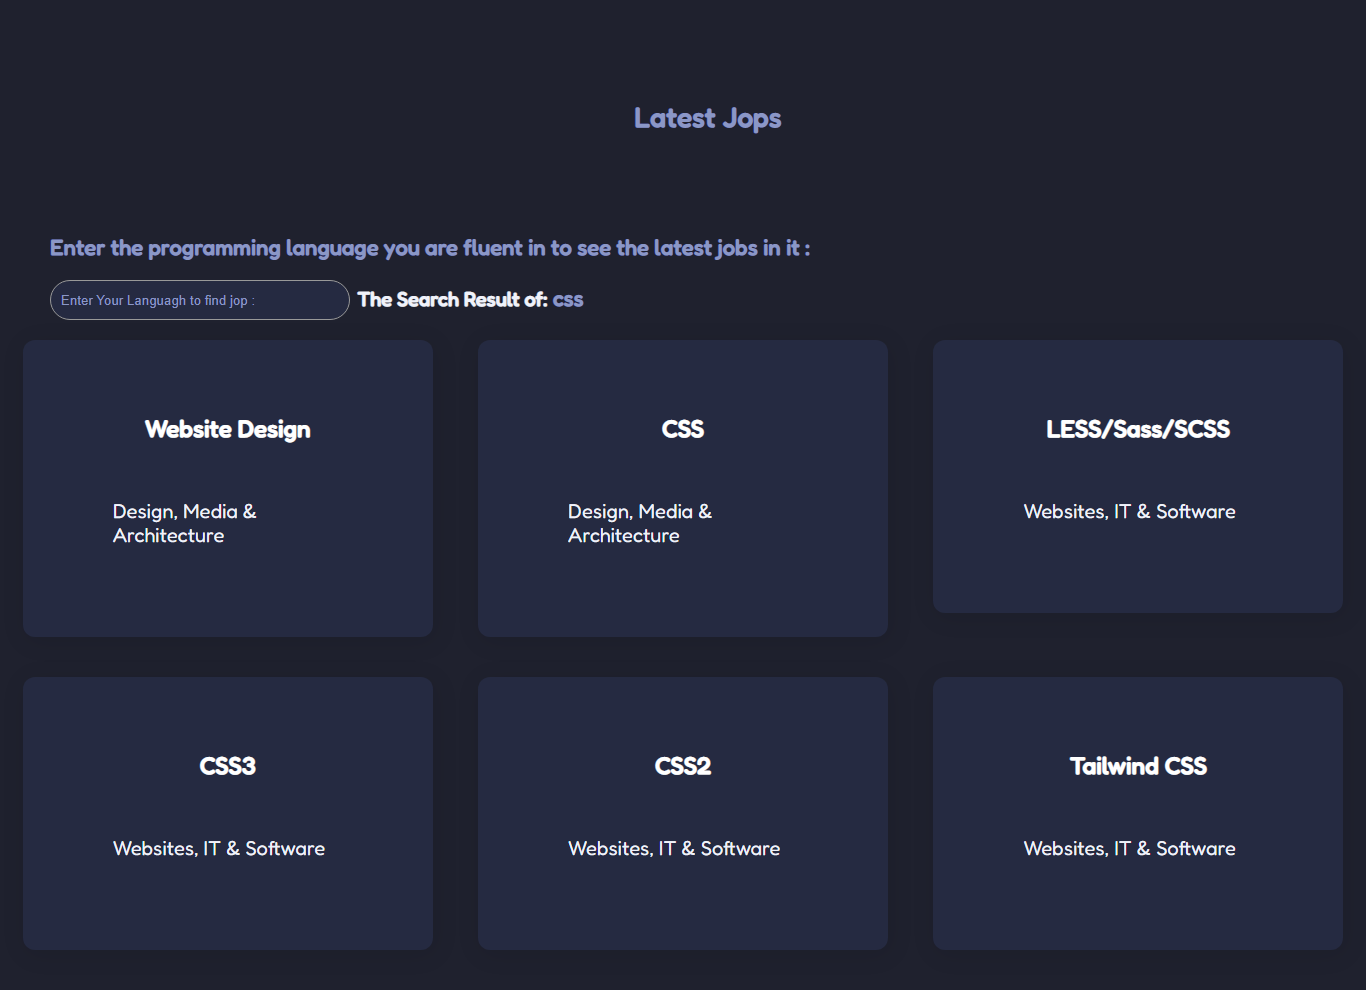 Latest Jops
Enter the programming language you are fluent in to see the latest jobs in it :
Enter Your Languagh to find jop :
The Search Result of: css
Website Design
Design, Media &
Architecture
CSS
Design, Media &
Architecture
LESS/Sass/SCSS
Websites, IT & Software
CSS3
Websites, IT & Software
CSS2
Websites, IT & Software
Tailwind CSS
Websites, IT & Software